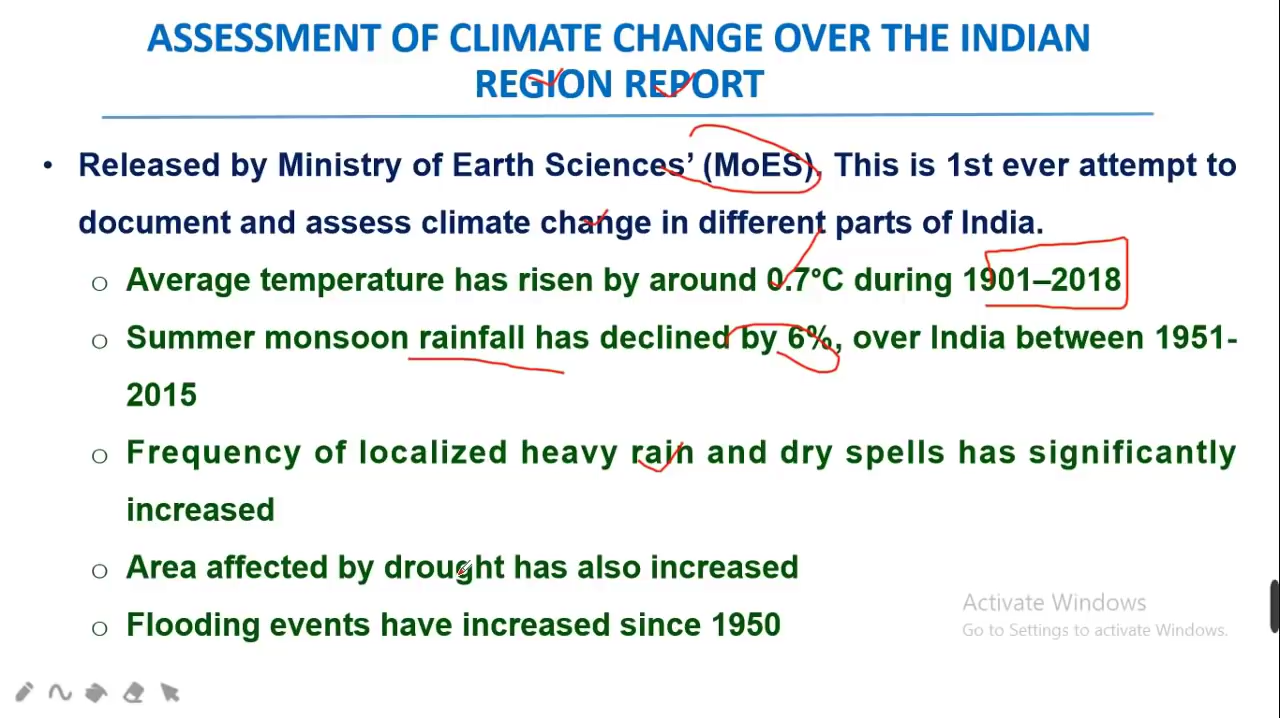 ASSESSMENT OF CLIMATE CHANGE OVER THE INDIAN
REGION REPORT
• Released by Ministry of Earth Sciences’ (MoES). This is 1st ever attempt to
document and assess climate change in different parts of India.
o Average temperature has risen by around 0.7°C during 1901–2018
o Summer monsoon rainfall has declined by 6%, over India between 1951-
2015
o Frequency of localized heavy rain and dry spells has significantly
increased
o Area affected by drought has also increased
o Flooding events have increased since 1950
Activate Windows
Go to Settings to activate Windows.